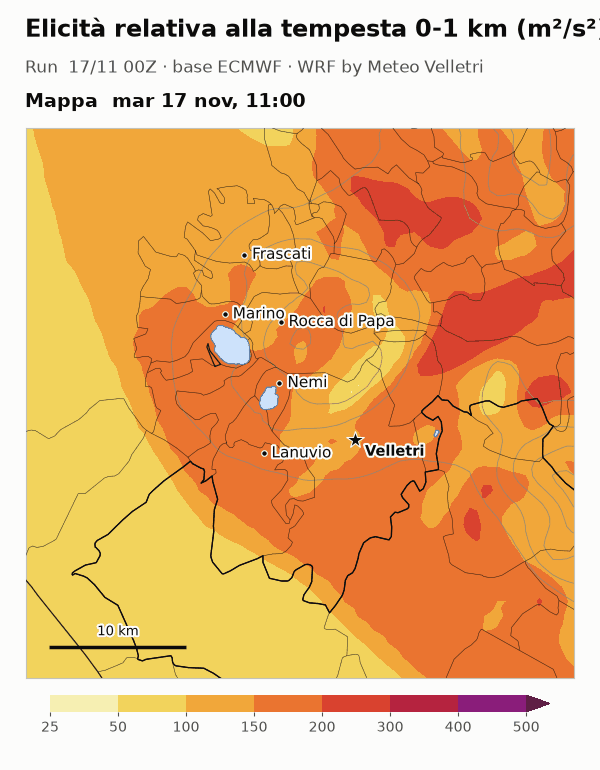 Elicità relativa alla tempesta 0-1 km (m²/s²)
Run 17/11 00Z · base ECMWF · WRF by Meteo Velletri
Mappa mar 17 nov, 11:00
Frascati
Marino
Rocca di Papa
Nemi
Velletri
Lanuvio
10 km
25 50 100 150 200 300 400 500